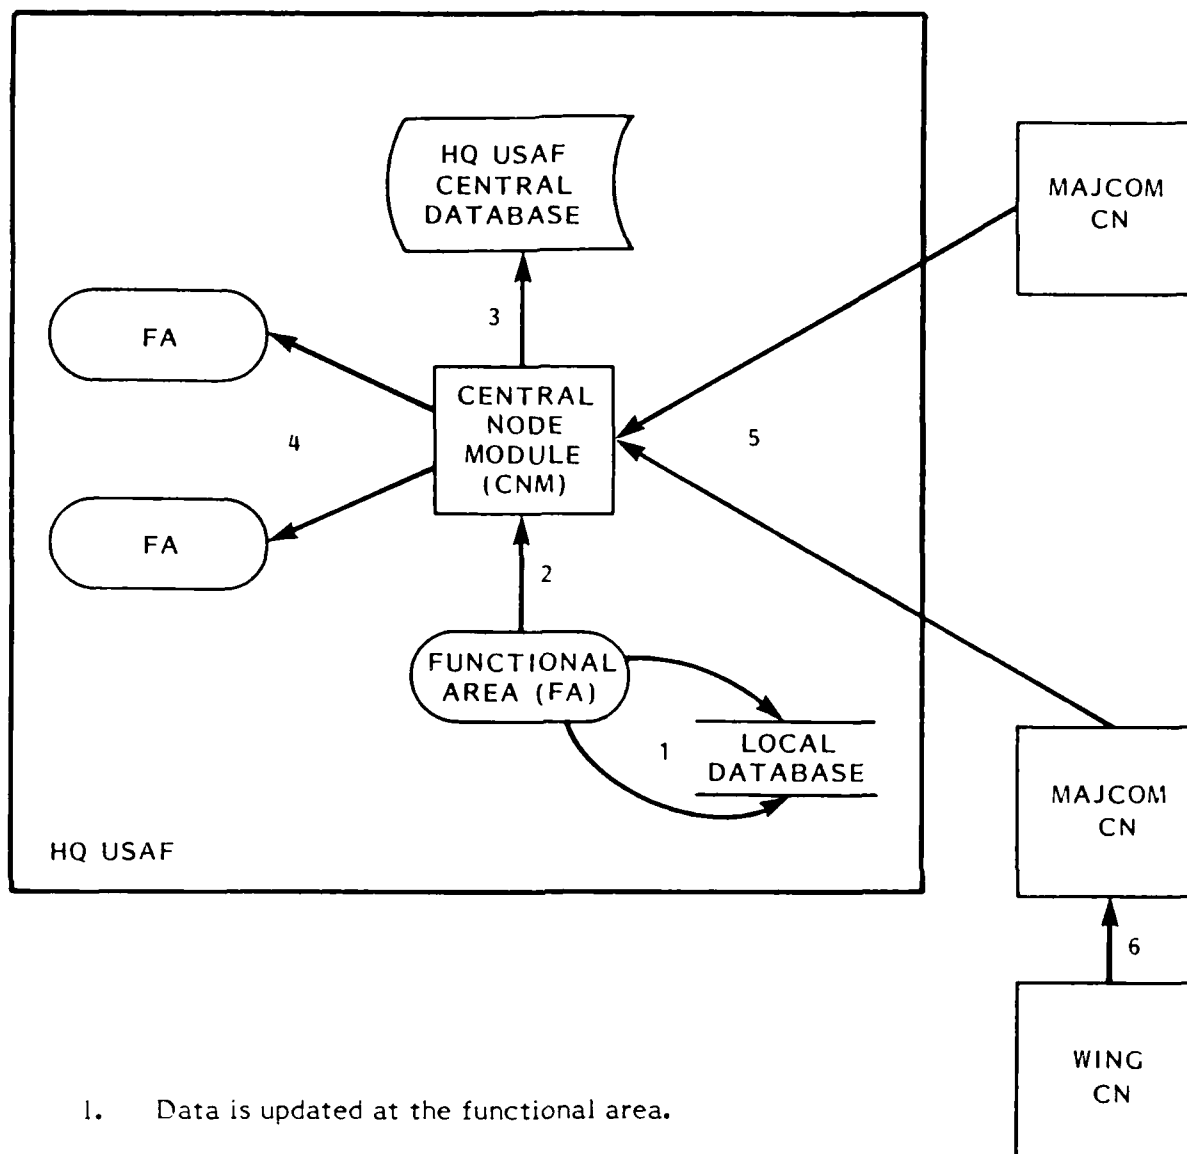 HQ USAF
CENTRAL
DATABASE
MAJCOM
CN
3
FA
CENTRAL
NODE
MODULE
(CNM)
4
5
FA
2
FUNCTIONAL
AREA (FA)
1
LOCAL
DATABASE
MAJCOM
CN
HQ USAF
6
WING
CN
1. Data is updated at the functional area.